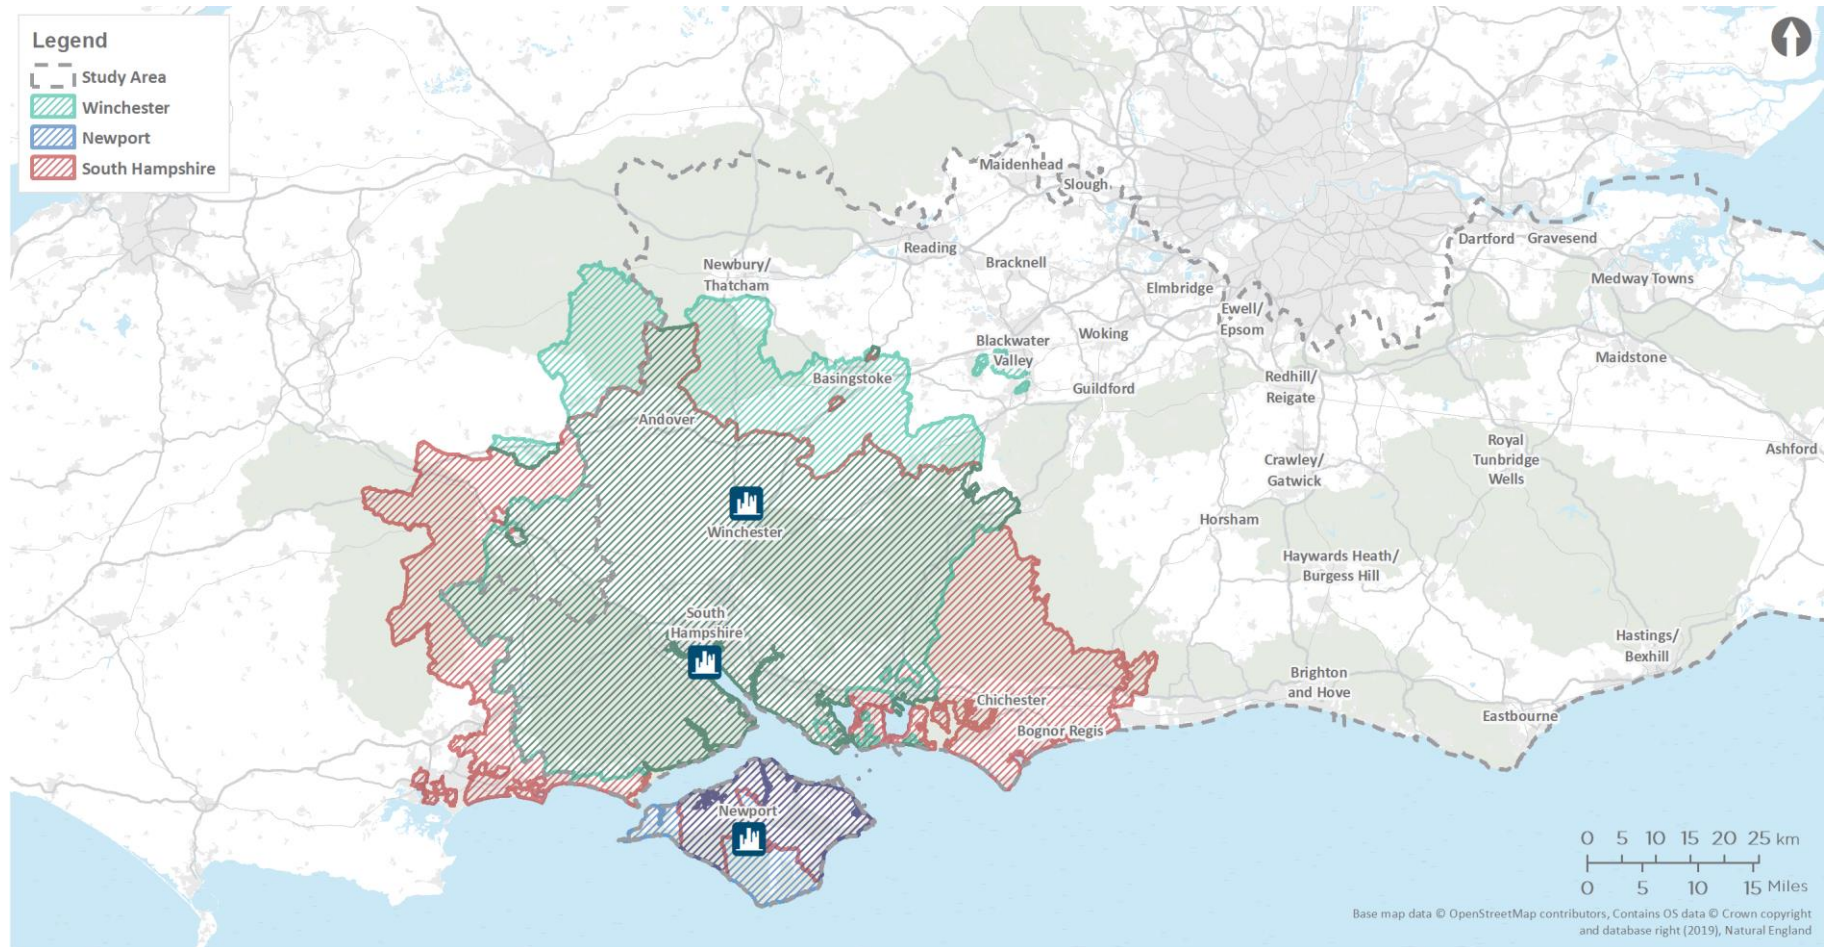 Legend
Study Area
Winchester
Newport
South Hampshire
Maidenhead
Slough
Reading
Dartford
Gravesend
Newbury/
Thatcham
Bracknell
Medway Towns
Elmbridge
Ewell/
Epsom
Blackwater
Valley
Woking
Maidstone
Basingstoke
Guildford
Redhill/
Reigate
Andover
Royal
Tunbridge
Wells
Ashford
Crawley/
Gatwick
Winchester
Horsham
Haywards Heath/
Burgess Hill
South
Hampshire
Hastings/
Bexhill
Brighton
and Hove
Chichester
Eastbourne
Bognor Regis
Newport
0 5 10 15 20 25 km
0 5 10 15 Miles
Base map data © OpenStreetMap contributors, Contains OS data © Crown copyright
and database right (2019), Natural England